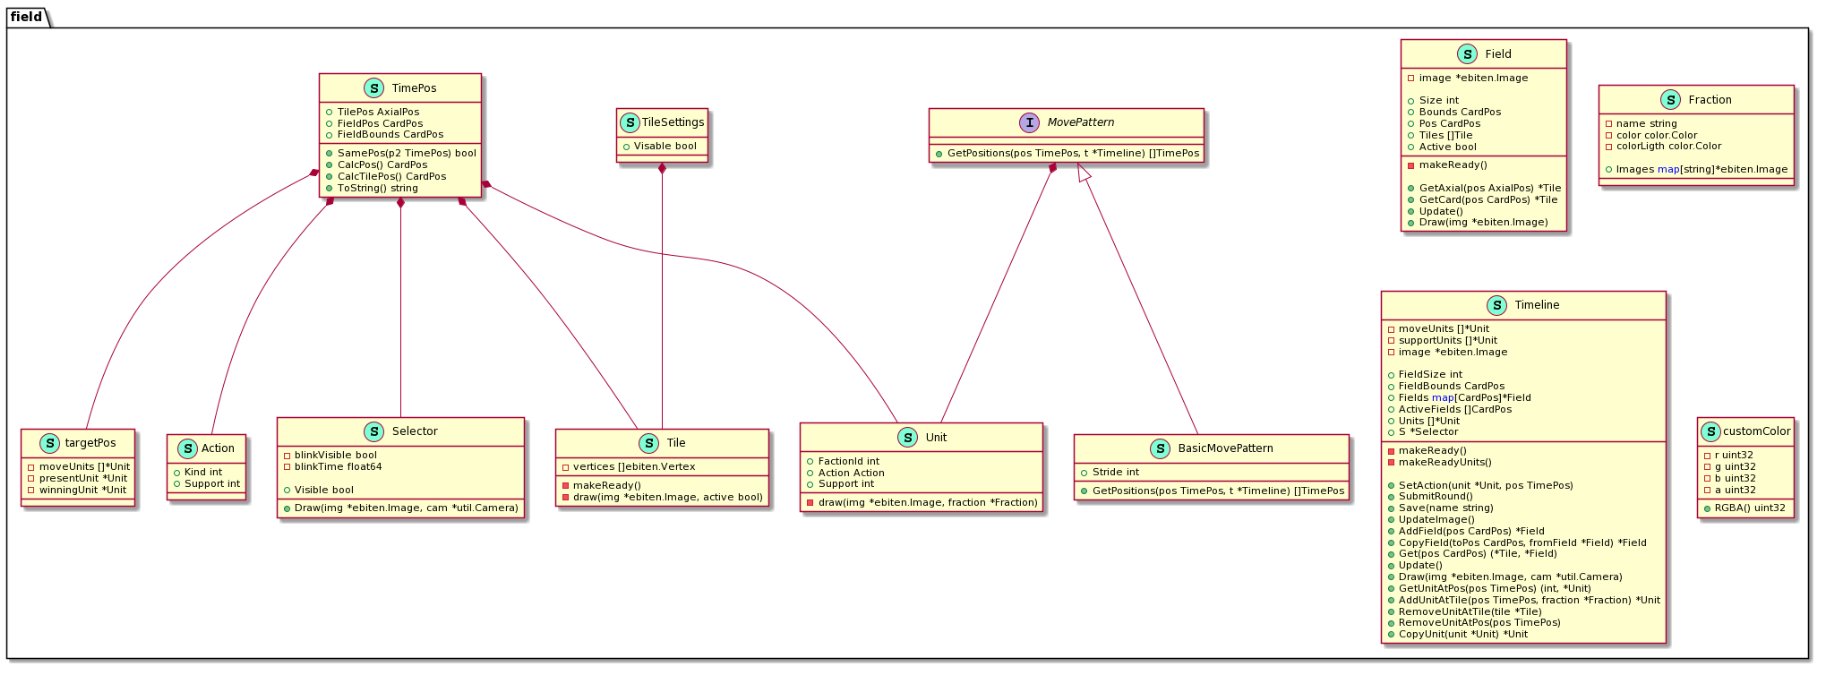 field
S TimePos
TilePos AxialPos
FieldPos CardPos
FieldBounds CardPos
SamePos(p2 TimePos) bool
CalcPos() CardPos
CalcTilePos() CardPos
ToString() string
S TileSettings
Visable bool
I MovePattern
GetPositions(pos TimePos, t *Timeline) []TimePos
S Field
image *ebiten.Image
Size int
Bounds CardPos
Pos CardPos
Tiles []Tile
Active bool
makeReady()
GetAxial(pos AxialPos) *Tile
GetCard(pos CardPos) *Tile
Update()
Draw(img *ebiten.Image)
S Fraction
name string
color color.Color
colorLigth color.Color
Images map[string]*ebiten.Image
S targetPos
moveUnits []*Unit
presentUnit *Unit
winningUnit *Unit
S Action
Kind int
Support int
S Selector
blinkVisible bool
blinkTime float64
Visible bool
Draw(img *ebiten.Image, cam *util.Camera)
S Tile
vertices []ebiten.Vertex
makeReady()
draw(img *ebiten.Image, active bool)
S Unit
FactionId int
Action Action
Support int
draw(img *ebiten.Image, fraction *Fraction)
S BasicMovePattern
Stride int
GetPositions(pos TimePos, t *Timeline) []TimePos
S Timeline
moveUnits []*Unit
supportUnits []*Unit
image *ebiten.Image
FieldSize int
FieldBounds CardPos
Fields map[CardPos]*Field
ActiveFields []CardPos
Units []*Unit
S *Selector
makeReady()
makeReadyUnits()
SetAction(unit *Unit, pos TimePos)
SubmitRound()
Save(name string)
UpdateImage()
AddField(pos CardPos) *Field
CopyField(toPos CardPos, fromField *Field) *Field
Get(pos CardPos) (*Tile, *Field)
Update()
Draw(img *ebiten.Image, cam *util.Camera)
GetUnitAtPos(pos TimePos) (int, *Unit)
AddUnitAtTile(pos TimePos, fraction *Fraction) *Unit
RemoveUnitAtTile(tile *Tile)
RemoveUnitAtPos(pos TimePos)
CopyUnit(unit *Unit) *Unit
S customColor
r uint32
g uint32
b uint32
a uint32
RGBA() uint32